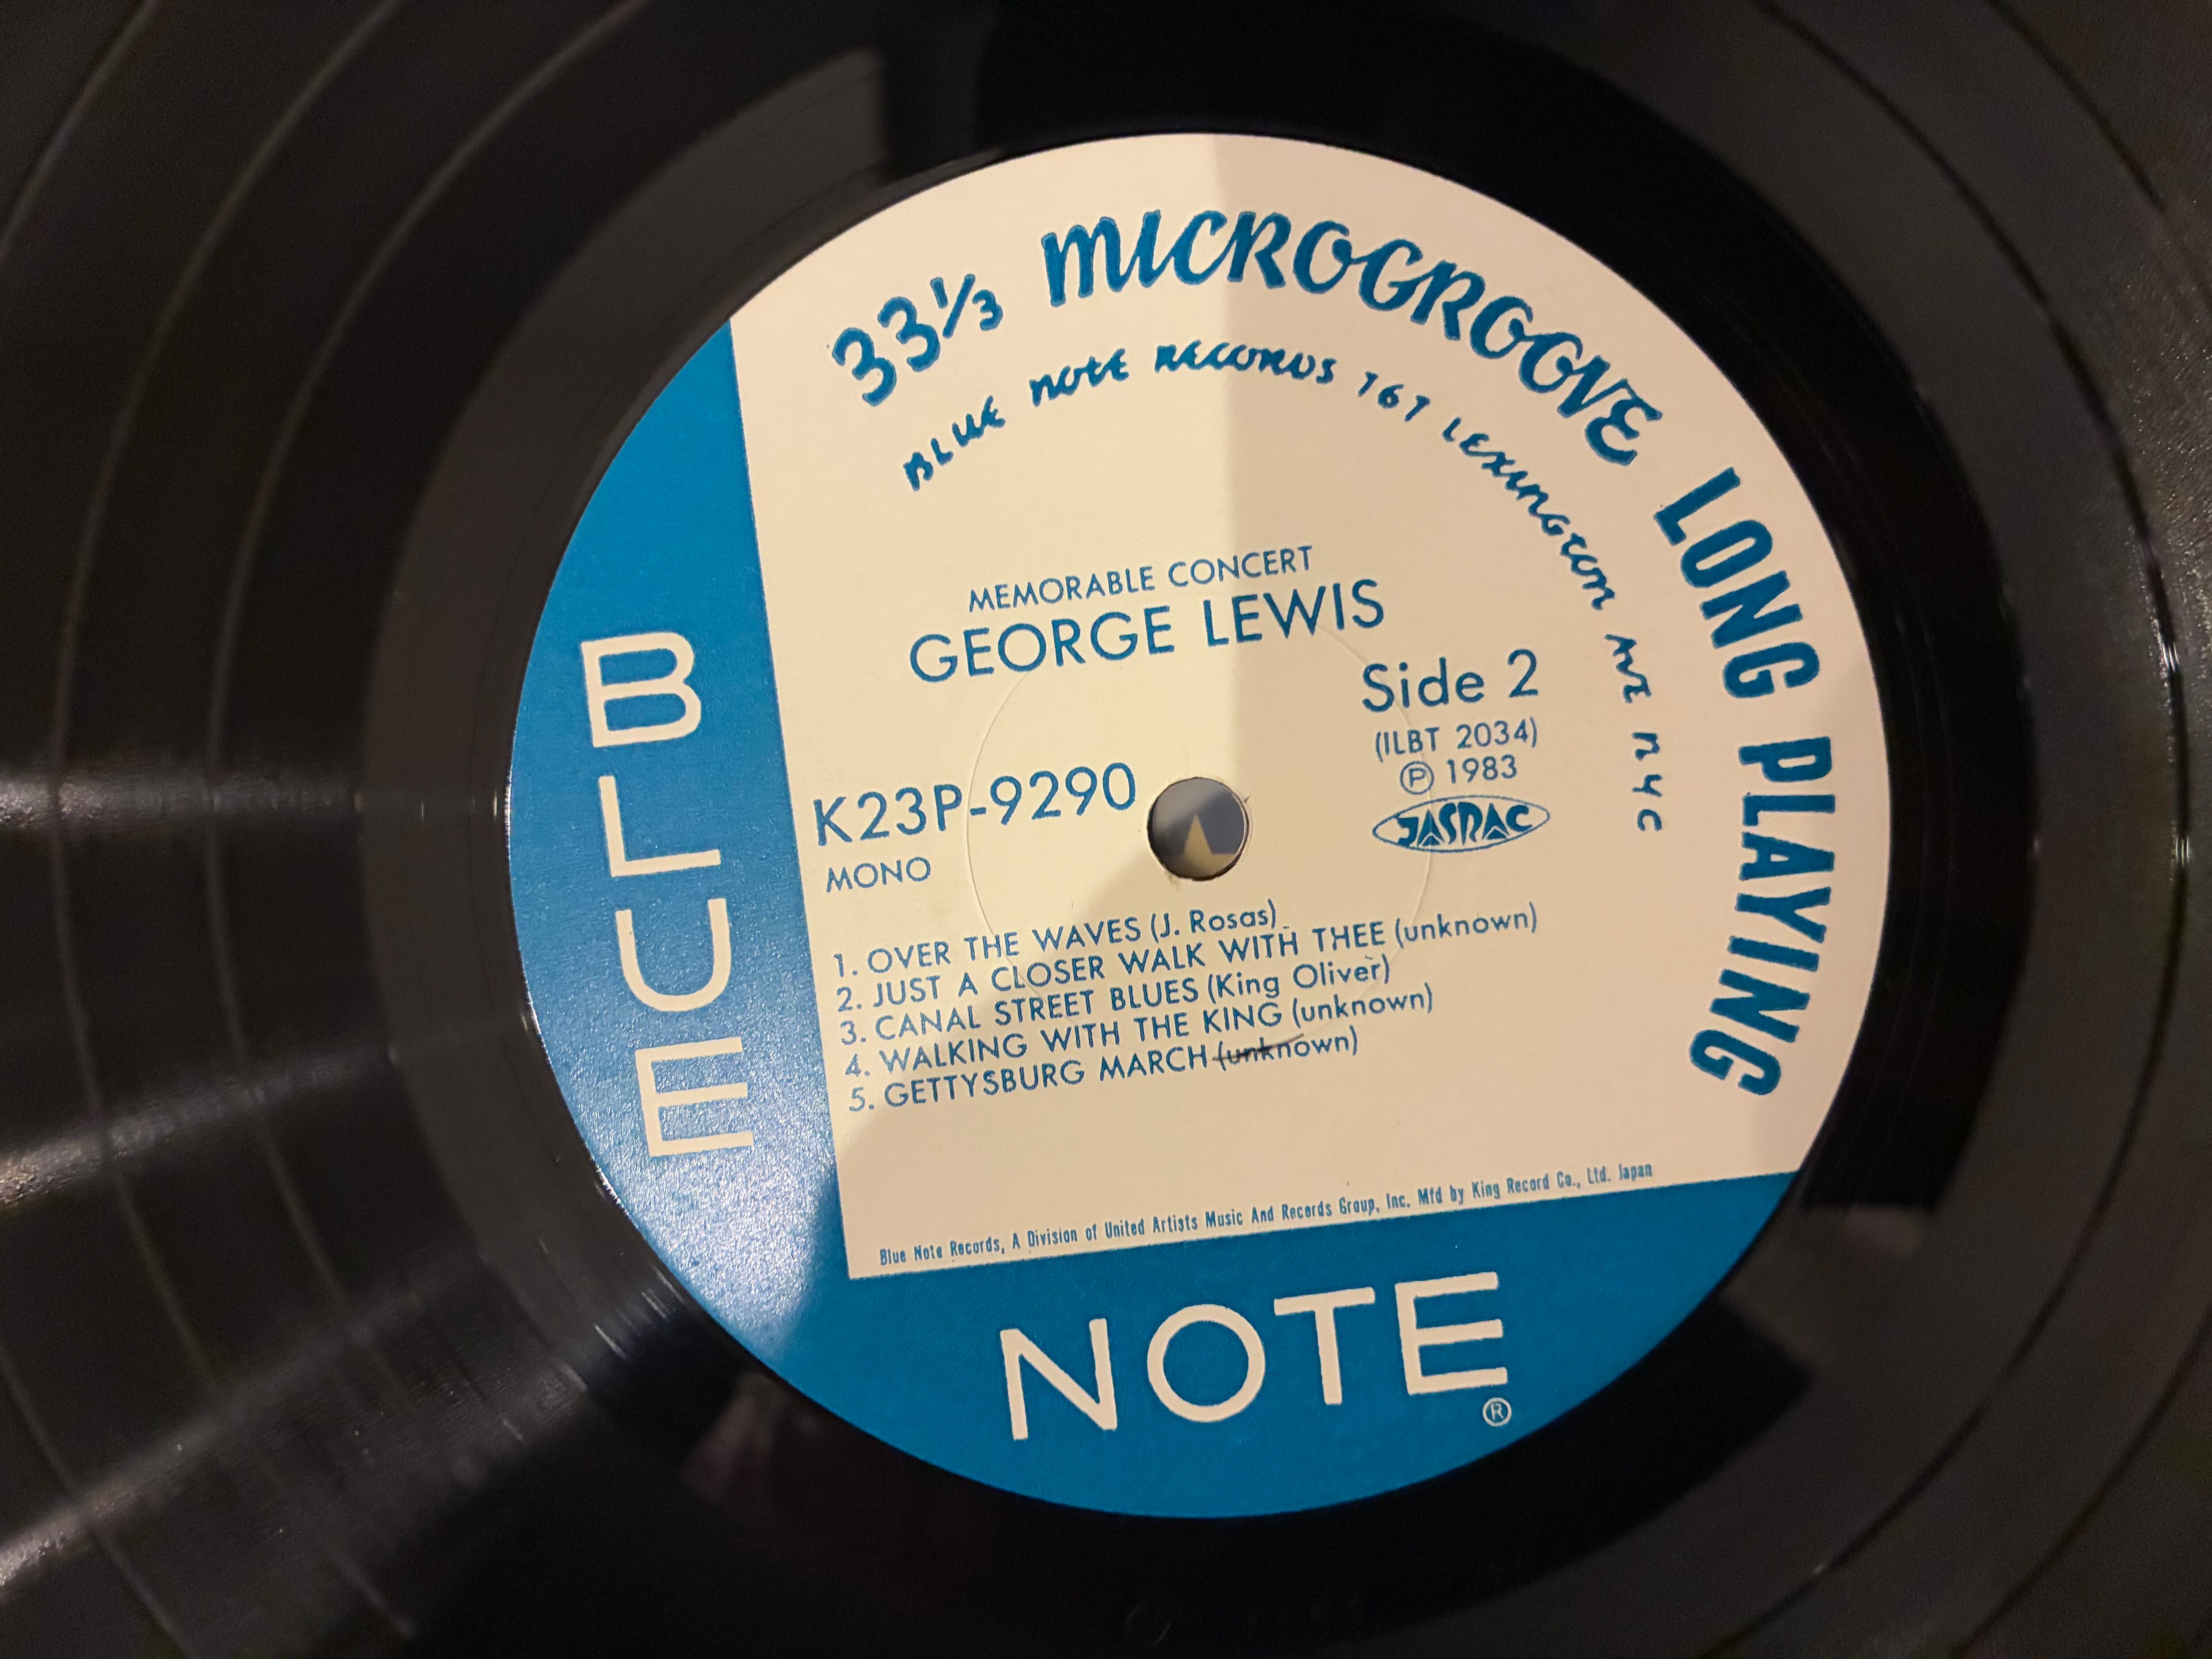 33⅓ MICROGROOVE LONG PLAYING
BLUE NOTE RECORDS 767 LEXINGTON AVE NYC
MEMORABLE CONCERT
GEORGE LEWIS
Side 2
(ILBT 2034)
Ⓟ 1983
JASRAC
K23P-9290
MONO
1. OVER THE WAVES (J. Rosas)
2. JUST A CLOSER WALK WITH THEE (unknown)
3. CANAL STREET BLUES (King Oliver)
4. WALKING WITH THE KING (unknown)
5. GETTYSBURG MARCH (unknown)
Blue Note Records, A Division of United Artists Music And Records Group, Inc. Mfd by King Record Co., Ltd. Japan
BLUE
NOTE®